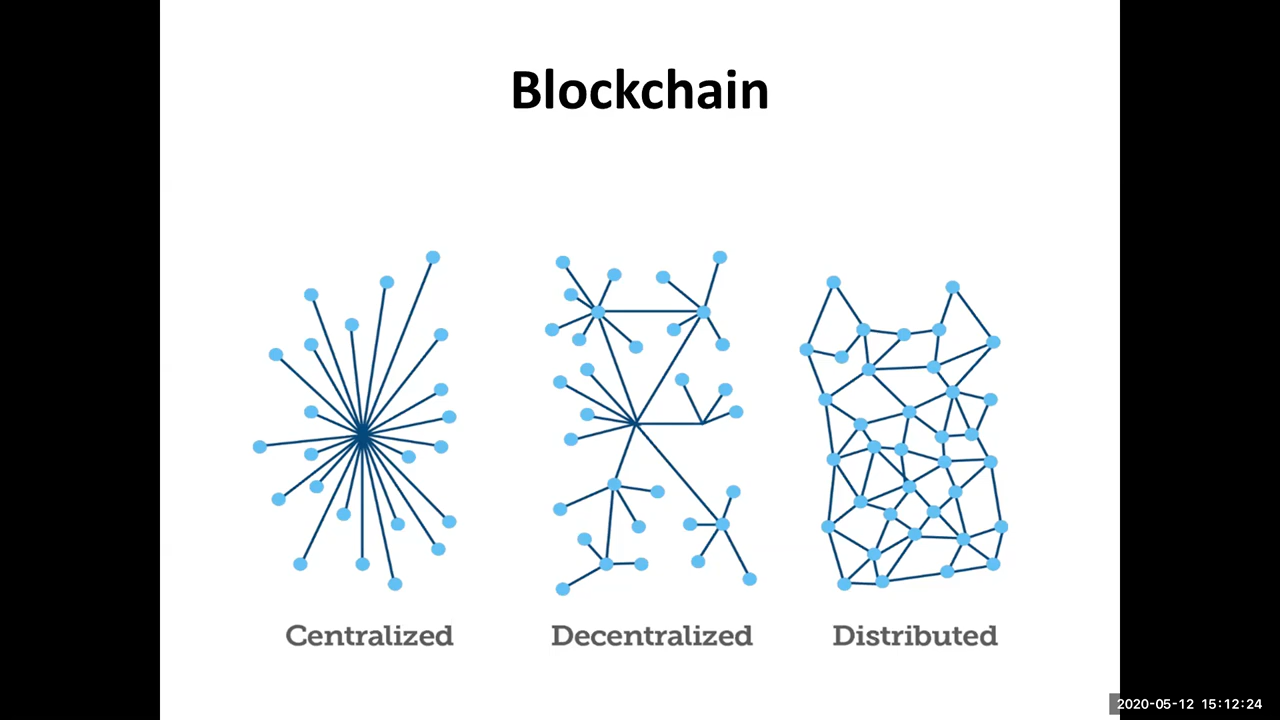 Blockchain
Centralized
Decentralized
Distributed
2020-05-12 15:12:24